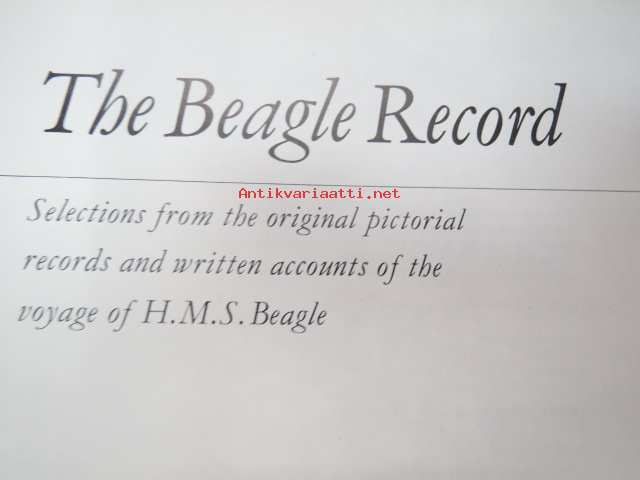 The Beagle Record
Antikvariaatti.net
Selections from the original pictorial
records and written accounts of the
voyage of H.M.S. Beagle